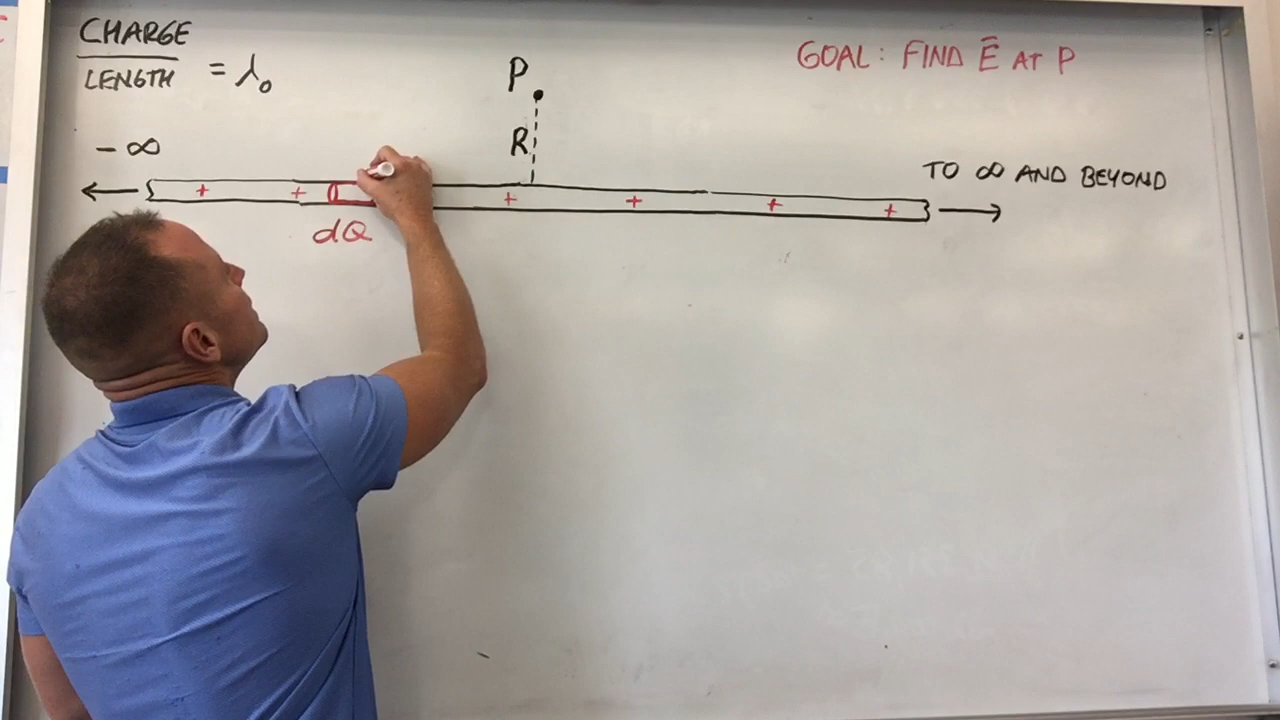 CHARGE
LENGTH = λ₀
GOAL: FIND Ē AT P
P
R
- ∞
TO ∞ AND BEYOND
+ + + + + +
dQ